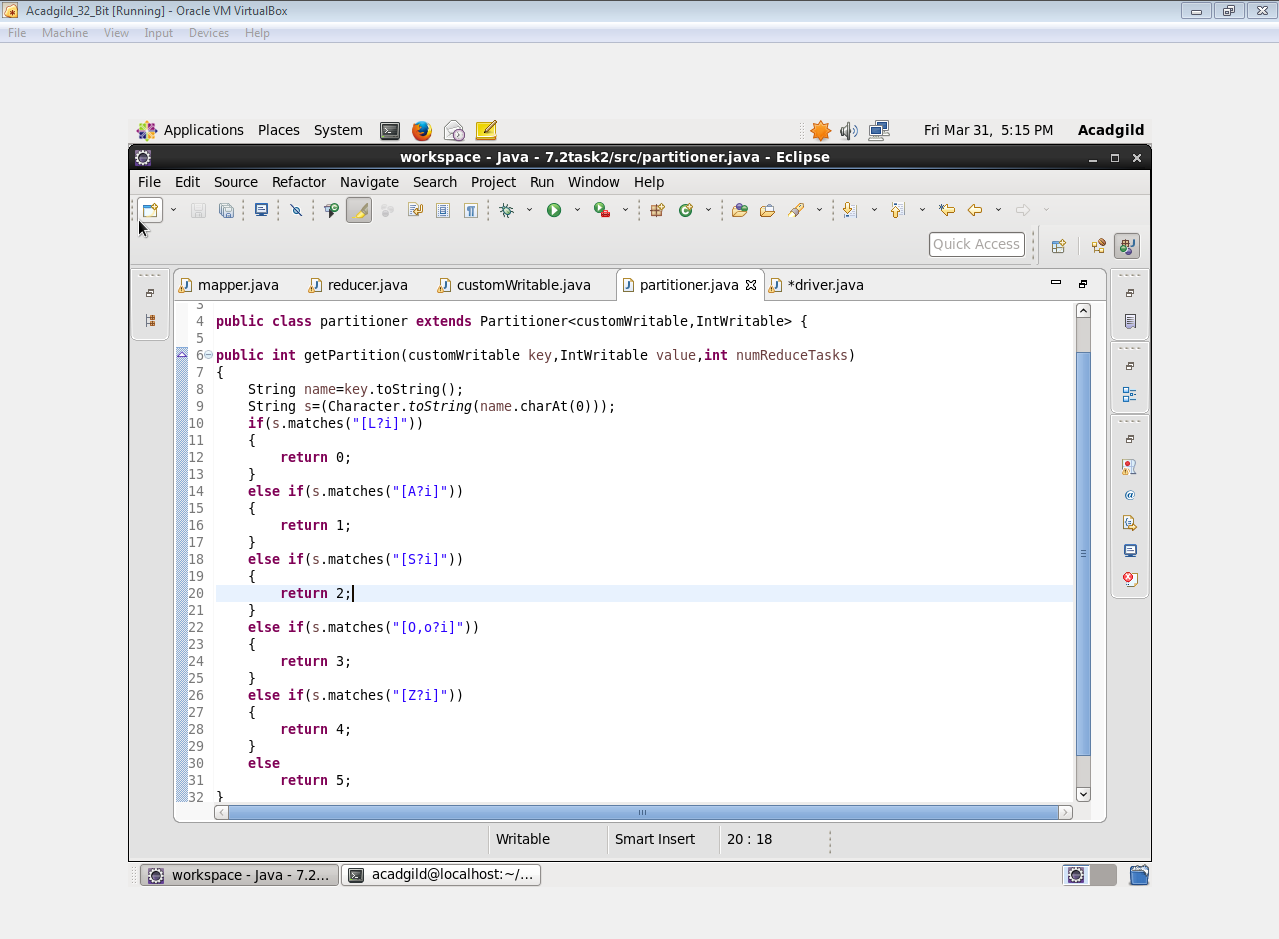 Acadgild_32_Bit [Running] - Oracle VM VirtualBox
File Machine View Input Devices Help
Applications Places System Fri Mar 31, 5:15 PM Acadgild
workspace - Java - 7.2task2/src/partitioner.java - Eclipse
File Edit Source Refactor Navigate Search Project Run Window Help
Quick Access
mapper.java reducer.java customWritable.java partitioner.java *driver.java
3
4 public class partitioner extends Partitioner<customWritable,IntWritable> {
5
6 public int getPartition(customWritable key,IntWritable value,int numReduceTasks)
7 {
8 String name=key.toString();
9 String s=(Character.toString(name.charAt(0)));
10 if(s.matches("[L?i]"))
11 {
12 return 0;
13 }
14 else if(s.matches("[A?i]"))
15 {
16 return 1;
17 }
18 else if(s.matches("[S?i]"))
19 {
20 return 2;
21 }
22 else if(s.matches("[O,o?i]"))
23 {
24 return 3;
25 }
26 else if(s.matches("[Z?i]"))
27 {
28 return 4;
29 }
30 else
31 return 5;
32 }
Writable Smart Insert 20 : 18
workspace - Java - 7.2... acadgild@localhost:~/...